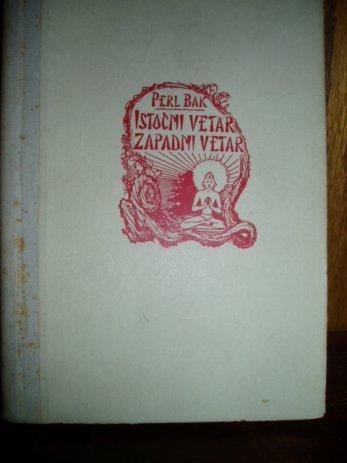 PERL BAK
ISTOČNI VETAR
ZAPADNI VETAR